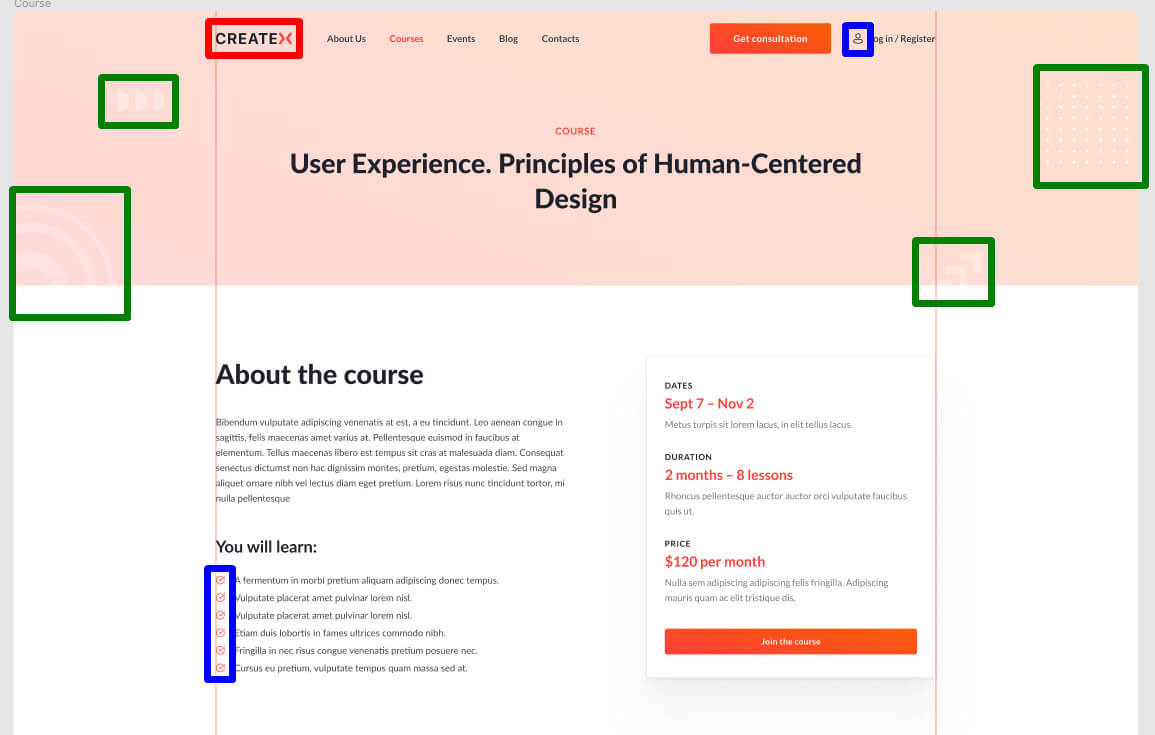 Course
CREATEX
About Us
Courses
Events
Blog
Contacts
Get consultation
og in / Register
COURSE
User Experience. Principles of Human-Centered
Design
About the course
Bibendum vulputate adipiscing venenatis at est, a eu tincidunt. Leo aenean congue in
sagittis, felis maecenas amet varius at. Pellentesque euismod in faucibus at
elementum. Tellus maecenas libero est tempus sit cras at malesuada diam. Consequat
senectus dictumst non hac dignissim montes, pretium, egestas molestie. Sed magna
aliquet ornare nibh vel lectus diam eget pretium. Lorem risus nunc tincidunt tortor, mi
nulla pellentesque
You will learn:
A fermentum in morbi pretium aliquam adipiscing donec tempus.
Vulputate placerat amet pulvinar lorem nisl.
Vulputate placerat amet pulvinar lorem nisl.
Etiam duis lobortis in fames ultrices commodo nibh.
Fringilla in nec risus congue venenatis pretium posuere nec.
Cursus eu pretium, vulputate tempus quam massa sed at.
DATES
Sept 7 – Nov 2
Metus turpis sit lorem lacus, in elit tellus lacus.
DURATION
2 months – 8 lessons
Rhoncus pellentesque auctor auctor orci vulputate faucibus
quis ut.
PRICE
$120 per month
Nulla sem adipiscing adipiscing felis fringilla. Adipiscing
mauris quam ac elit tristique dis.
Join the course